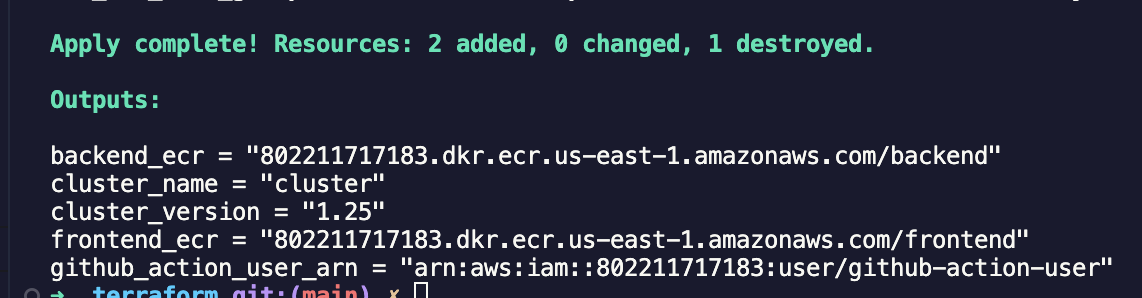 Apply complete! Resources: 2 added, 0 changed, 1 destroyed.
Outputs:
backend_ecr = "802211717183.dkr.ecr.us-east-1.amazonaws.com/backend"
cluster_name = "cluster"
cluster_version = "1.25"
frontend_ecr = "802211717183.dkr.ecr.us-east-1.amazonaws.com/frontend"
github_action_user_arn = "arn:aws:iam::802211717183:user/github-action-user"
→ terraform git:(main) ✗